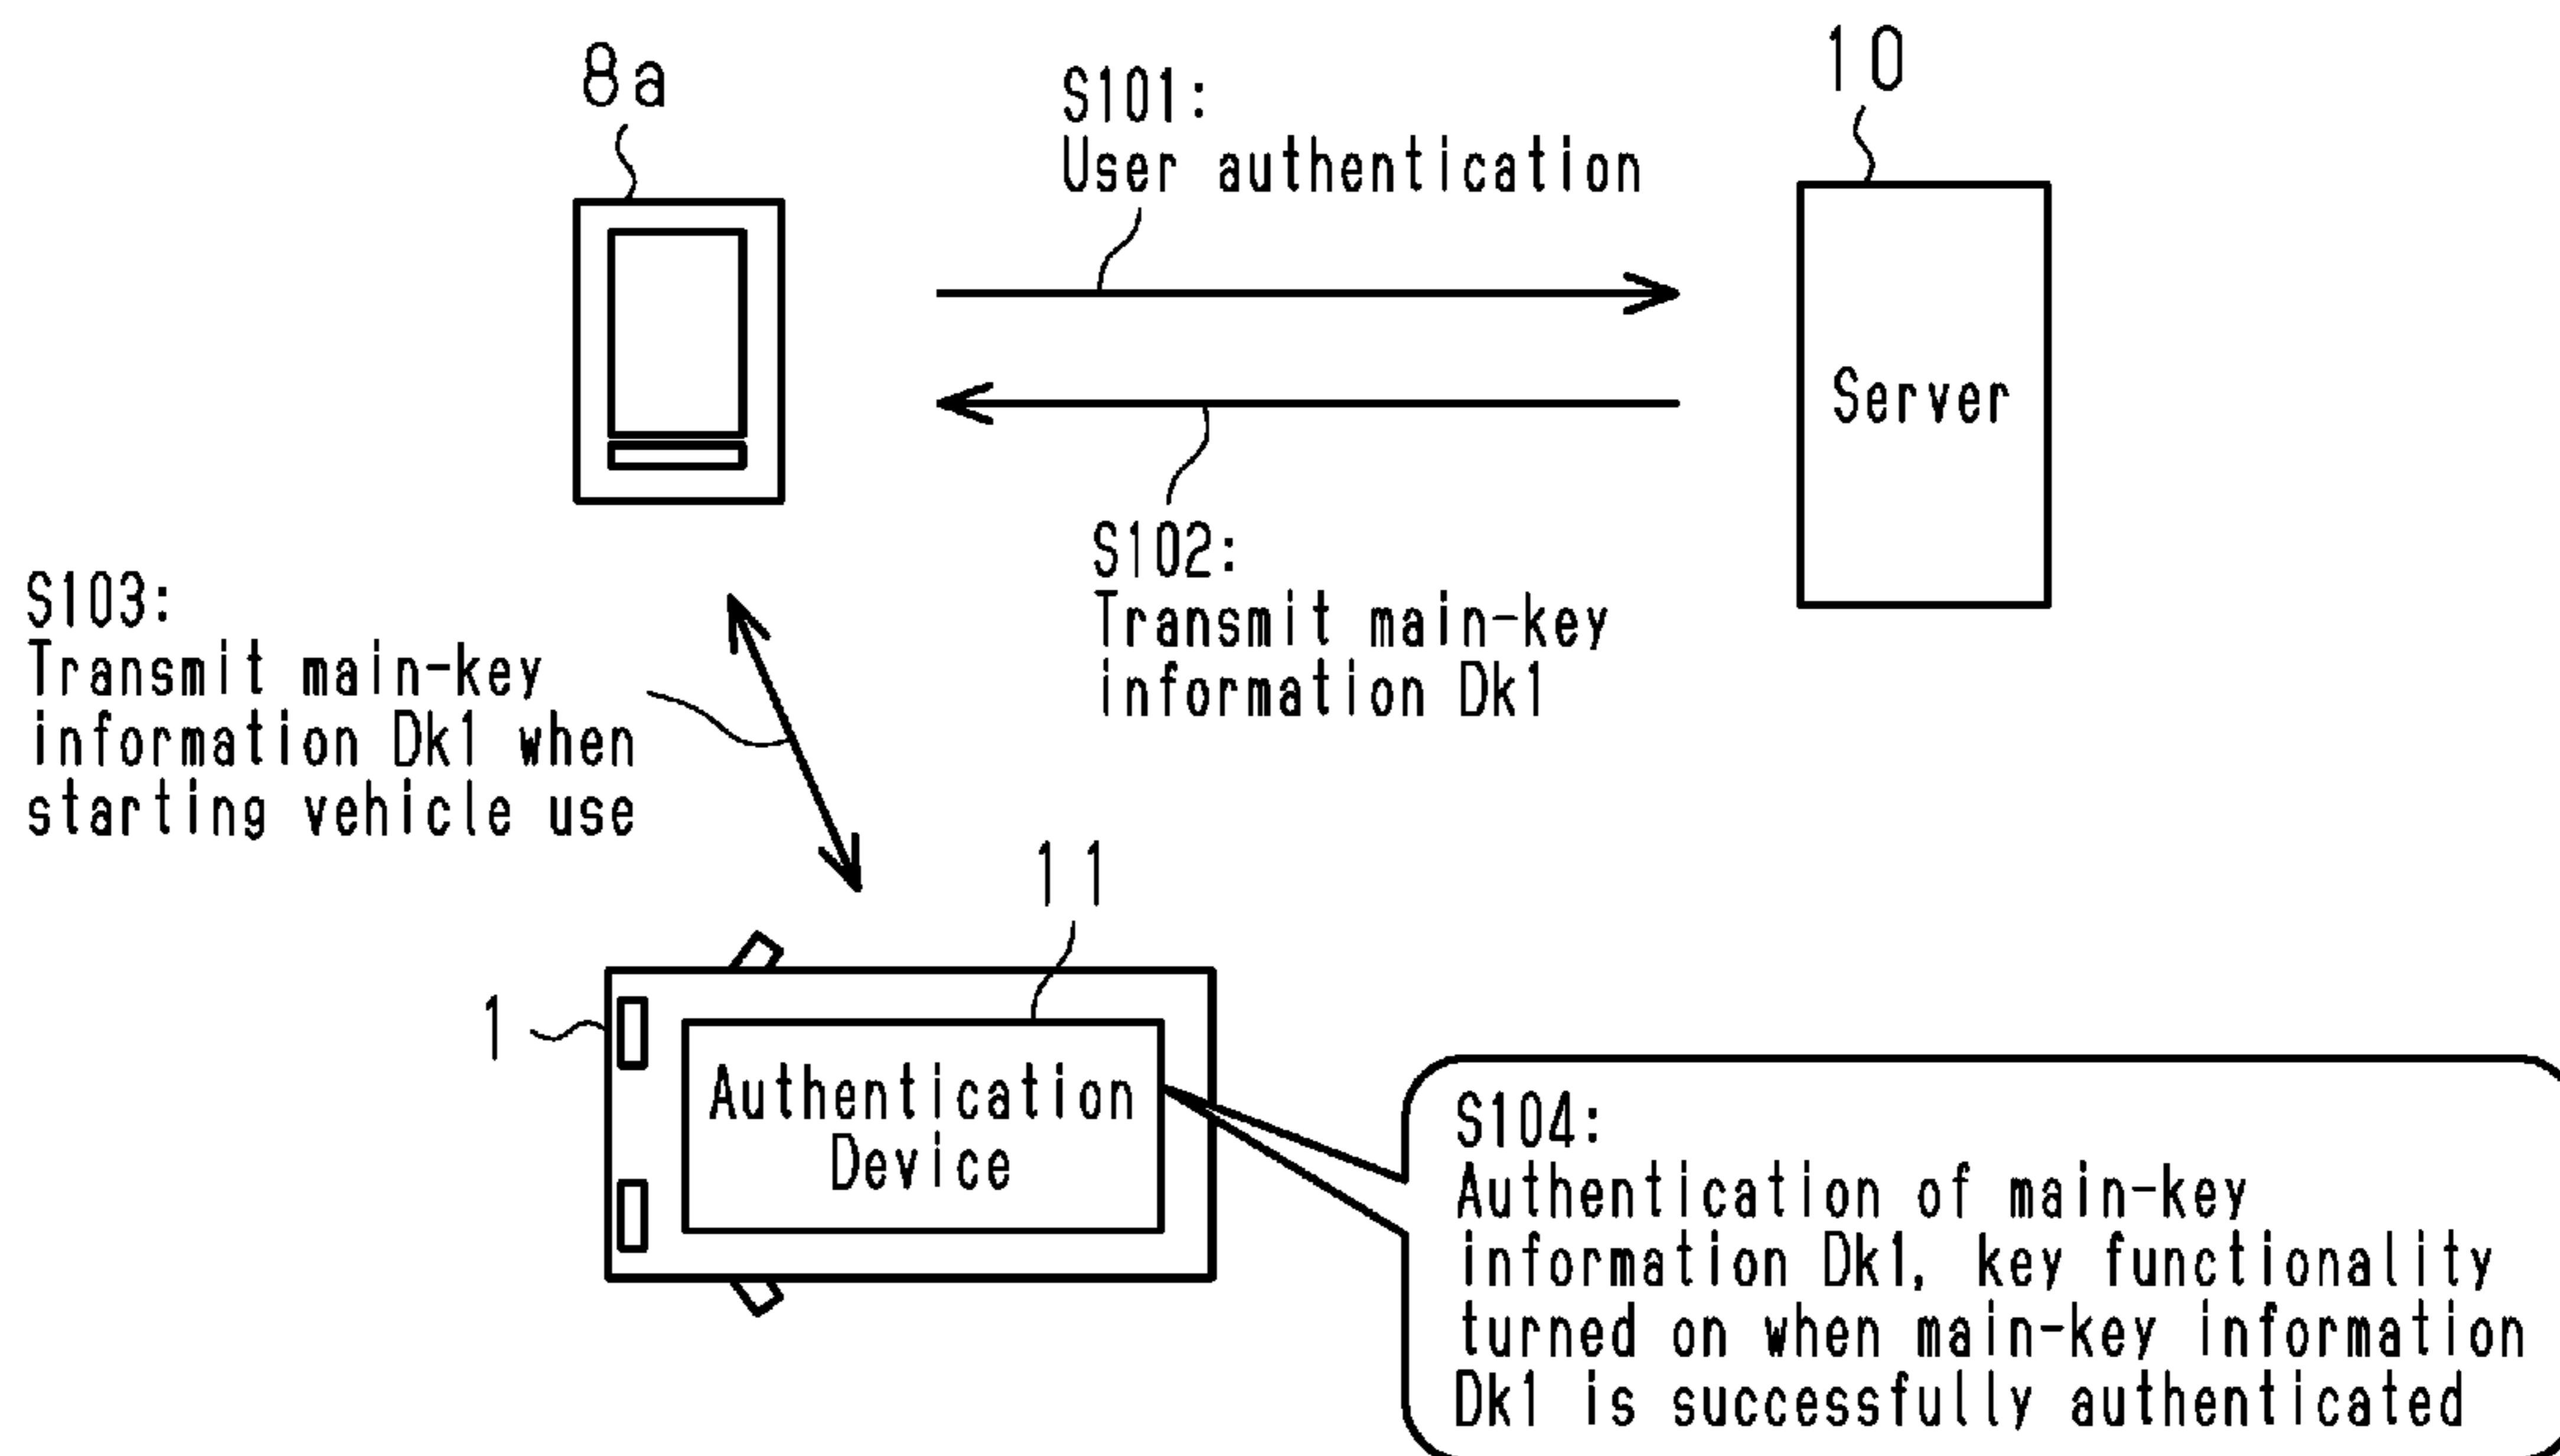 8a
S101:
User authentication
10
Server
S102:
Transmit main-key
information Dk1
S103:
Transmit main-key
information Dk1 when
starting vehicle use
11
1
Authentication
Device
S104:
Authentication of main-key
information Dk1, key functionality
turned on when main-key information
Dk1 is successfully authenticated